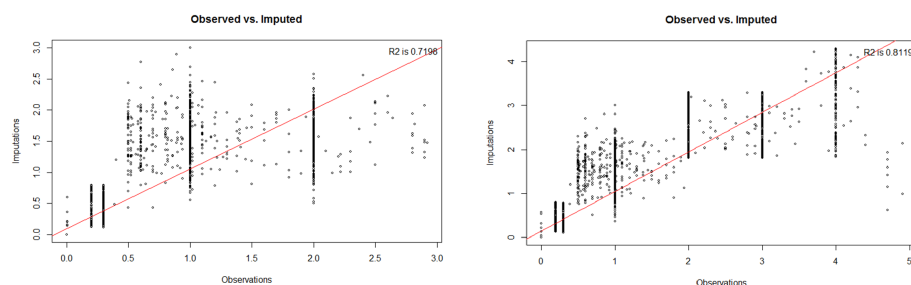 Observed vs. Imputed
R2 is 0.7198
Imputations
3.0
2.5
2.0
1.5
1.0
0.5
0.0
0.0 0.5 1.0 1.5 2.0 2.5 3.0
Observations
Observed vs. Imputed
R2 is 0.8119
Imputations
4
3
2
1
0
0 1 2 3 4 5
Observations